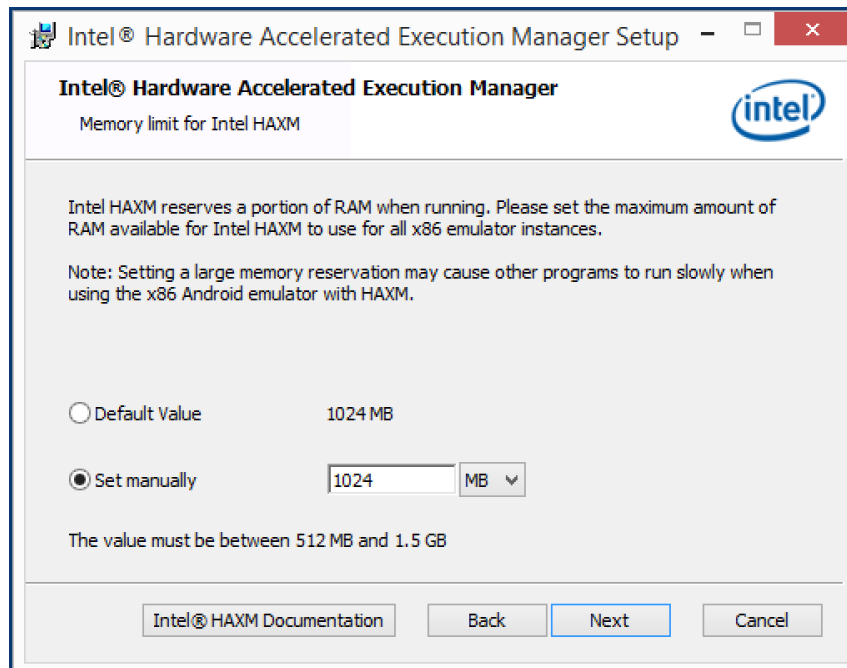 Intel® Hardware Accelerated Execution Manager Setup
Intel® Hardware Accelerated Execution Manager
Memory limit for Intel HAXM
intel
Intel HAXM reserves a portion of RAM when running. Please set the maximum amount of
RAM available for Intel HAXM to use for all x86 emulator instances.
Note: Setting a large memory reservation may cause other programs to run slowly when
using the x86 Android emulator with HAXM.
Default Value 1024 MB
Set manually 1024 MB
The value must be between 512 MB and 1.5 GB
Intel® HAXM Documentation Back Next Cancel